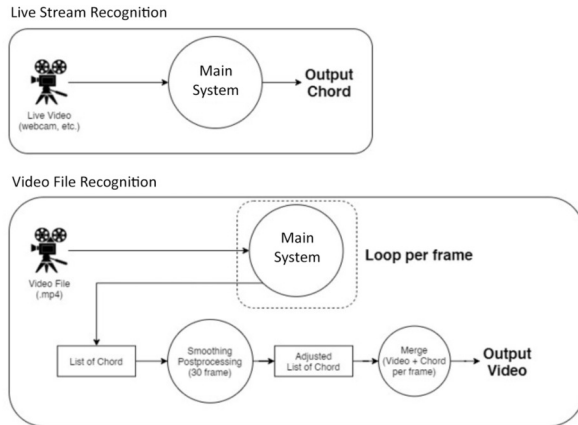 Live Stream Recognition
Main
System
Output
Chord
Live Video
(webcam, etc.)
Video File Recognition
Main
System
Loop per frame
Video File
(.mp4)
List of Chord
Smoothing
Postprocessing
(30 frame)
Adjusted
List of Chord
Merge
(Video + Chord
per frame)
Output
Video